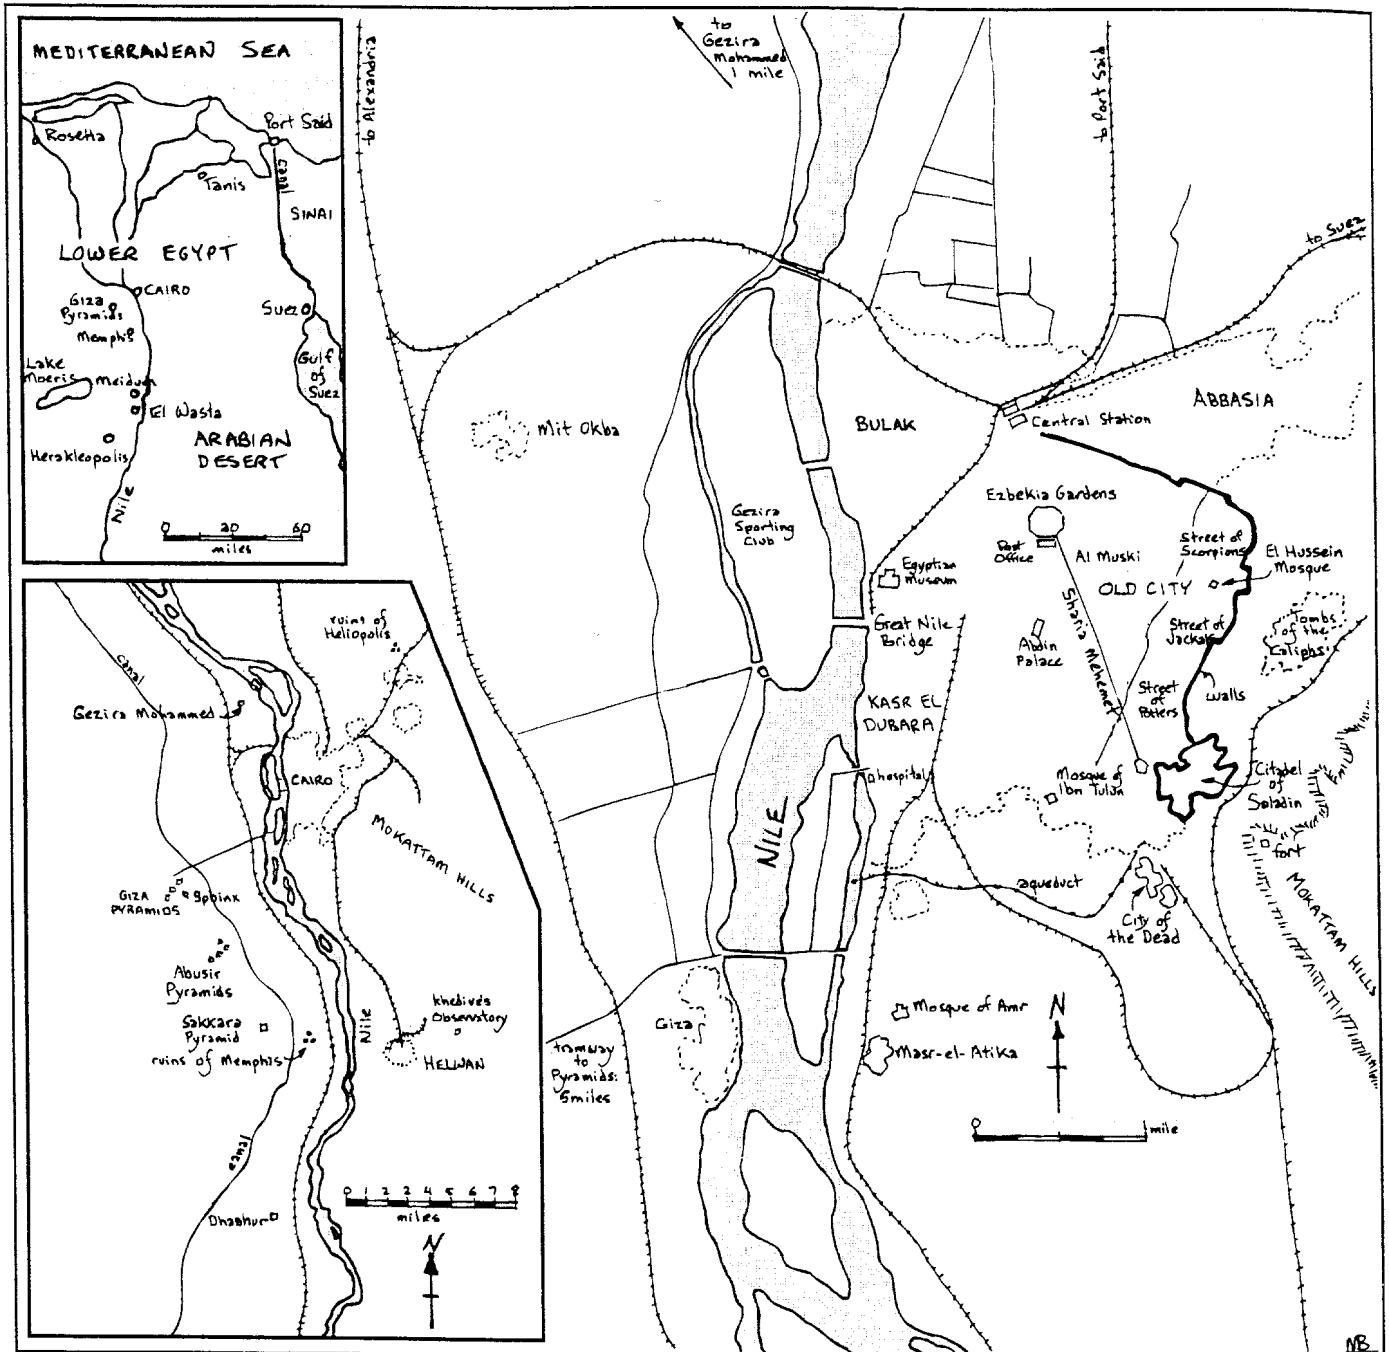 MEDITERRANEAN SEA
Rosetta
Port Said
canal
Tanis
SINAI
LOWER EGYPT
CAIRO
Giza
Pyramids
Memphis
Suez
Lake
Moeris
Meidum
Gulf
of
Suez
El Wasta
ARABIAN
DESERT
Herakleopolis
Nile
0 30 60
miles
canal
ruins of
Heliopolis
Gezira Mohammed
CAIRO
MOKATTAM HILLS
GIZA
PYRAMIDS
Sphinx
Abusir
Pyramids
Sakkara
Pyramid
ruins of Memphis
Nile
Khedive's
Observatory
HELWAN
canal
Dhashur
0 1 2 3 4 5 6 7 8
miles
N
to Alexandria
to
Gezira
Mohammed
1 mile
to Port Said
to Suez
Mit Okba
BULAK
Central Station
ABBASIA
Gezira
Sporting
Club
Ezbekia Gardens
Post
Office
Al Muski
Street of
Scorpions
El Hussein
Mosque
Egyptian
Museum
OLD CITY
Sharia Mehemet
Great Nile
Bridge
Abdin
Palace
Street of
Jackals
Tombs
of the
Caliphs
KASR EL
DUBARA
Street
of
Potters
walls
hospital
Mosque of
Ibn Tulun
Citadel
of
Saladin
NILE
fort
aqueduct
City of
the Dead
MOKATTAM HILLS
Giza
Mosque of Amr
N
Masr-el-Atika
tramway
to
Pyramids:
5 miles
0 1 mile
MB